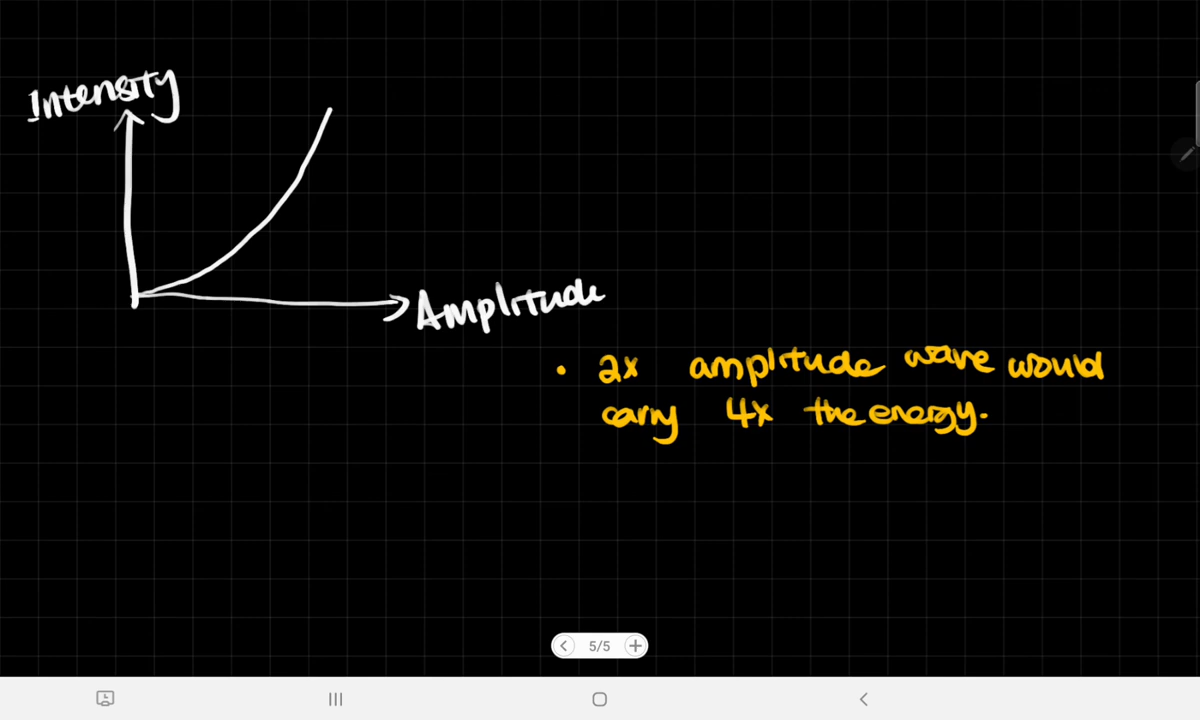 Intensity
Amplitude
• 2x amplitude wave would
carry 4x the energy.
5/5